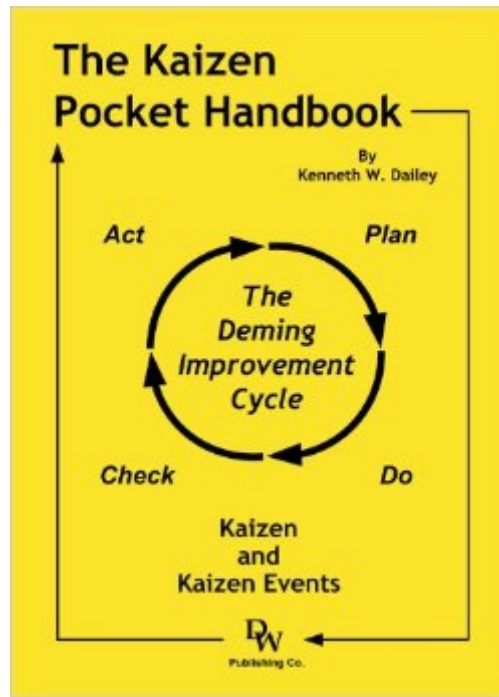 The Kaizen
Pocket Handbook
By
Kenneth W. Dailey
Act
Plan
The
Deming
Improvement
Cycle
Check
Do
Kaizen
and
Kaizen Events
DW
Publishing Co.